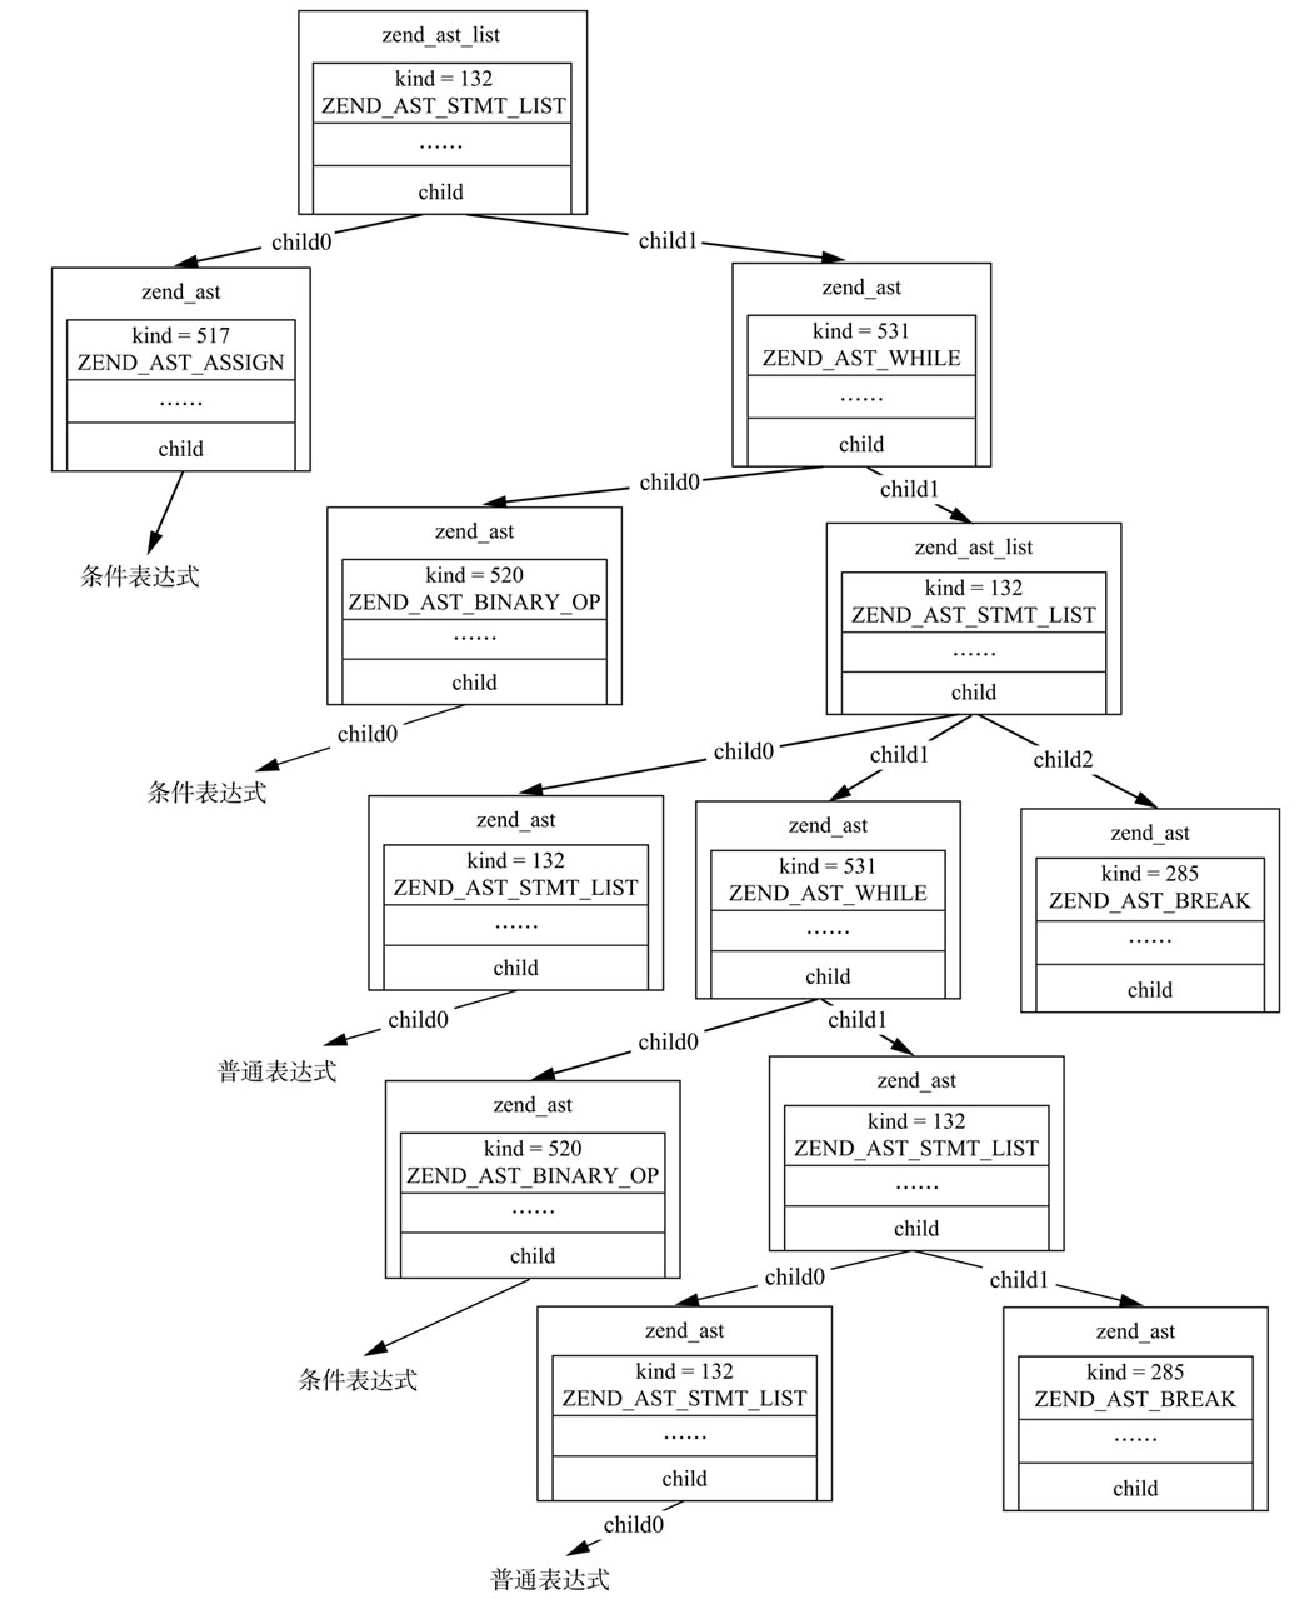 zend_ast_list
kind = 132
ZEND_AST_STMT_LIST
······
child
child0
child1
zend_ast
kind = 517
ZEND_AST_ASSIGN
······
child
条件表达式
zend_ast
kind = 531
ZEND_AST_WHILE
······
child
child0
child1
zend_ast
kind = 520
ZEND_AST_BINARY_OP
······
child
child0
条件表达式
zend_ast_list
kind = 132
ZEND_AST_STMT_LIST
······
child
child0
child1
child2
zend_ast
kind = 132
ZEND_AST_STMT_LIST
······
child
child0
普通表达式
zend_ast
kind = 531
ZEND_AST_WHILE
······
child
child0
child1
zend_ast
kind = 285
ZEND_AST_BREAK
······
child
zend_ast
kind = 520
ZEND_AST_BINARY_OP
······
child
条件表达式
zend_ast
kind = 132
ZEND_AST_STMT_LIST
······
child
child0
child1
zend_ast
kind = 132
ZEND_AST_STMT_LIST
······
child
child0
普通表达式
zend_ast
kind = 285
ZEND_AST_BREAK
······
child